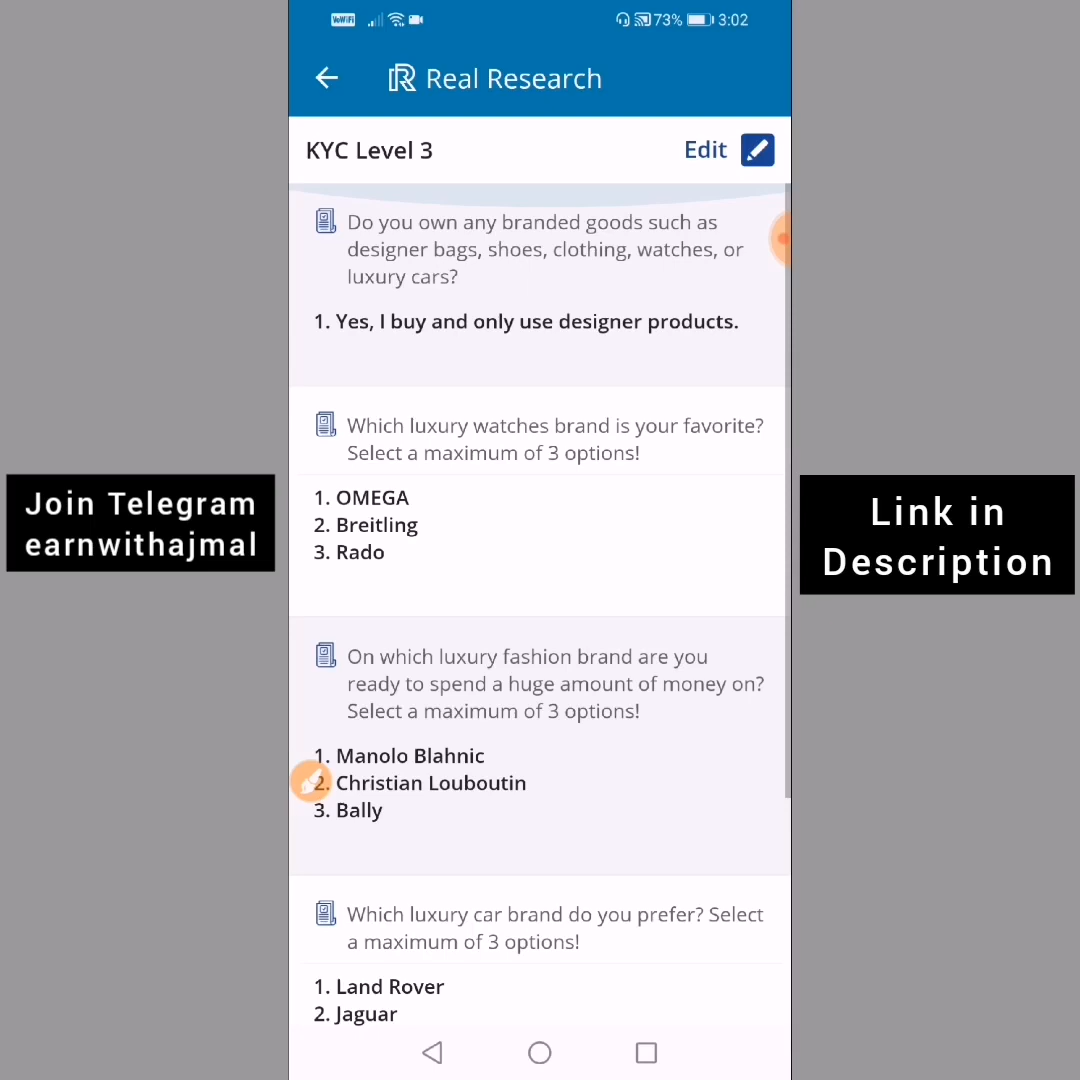 VoWiFi 73% 3:02
Real Research
KYC Level 3 Edit
Do you own any branded goods such as
designer bags, shoes, clothing, watches, or
luxury cars?
1. Yes, I buy and only use designer products.
Which luxury watches brand is your favorite?
Select a maximum of 3 options!
1. OMEGA
2. Breitling
3. Rado
Join Telegram
earnwithajmal
Link in
Description
On which luxury fashion brand are you
ready to spend a huge amount of money on?
Select a maximum of 3 options!
1. Manolo Blahnic
2. Christian Louboutin
3. Bally
Which luxury car brand do you prefer? Select
a maximum of 3 options!
1. Land Rover
2. Jaguar